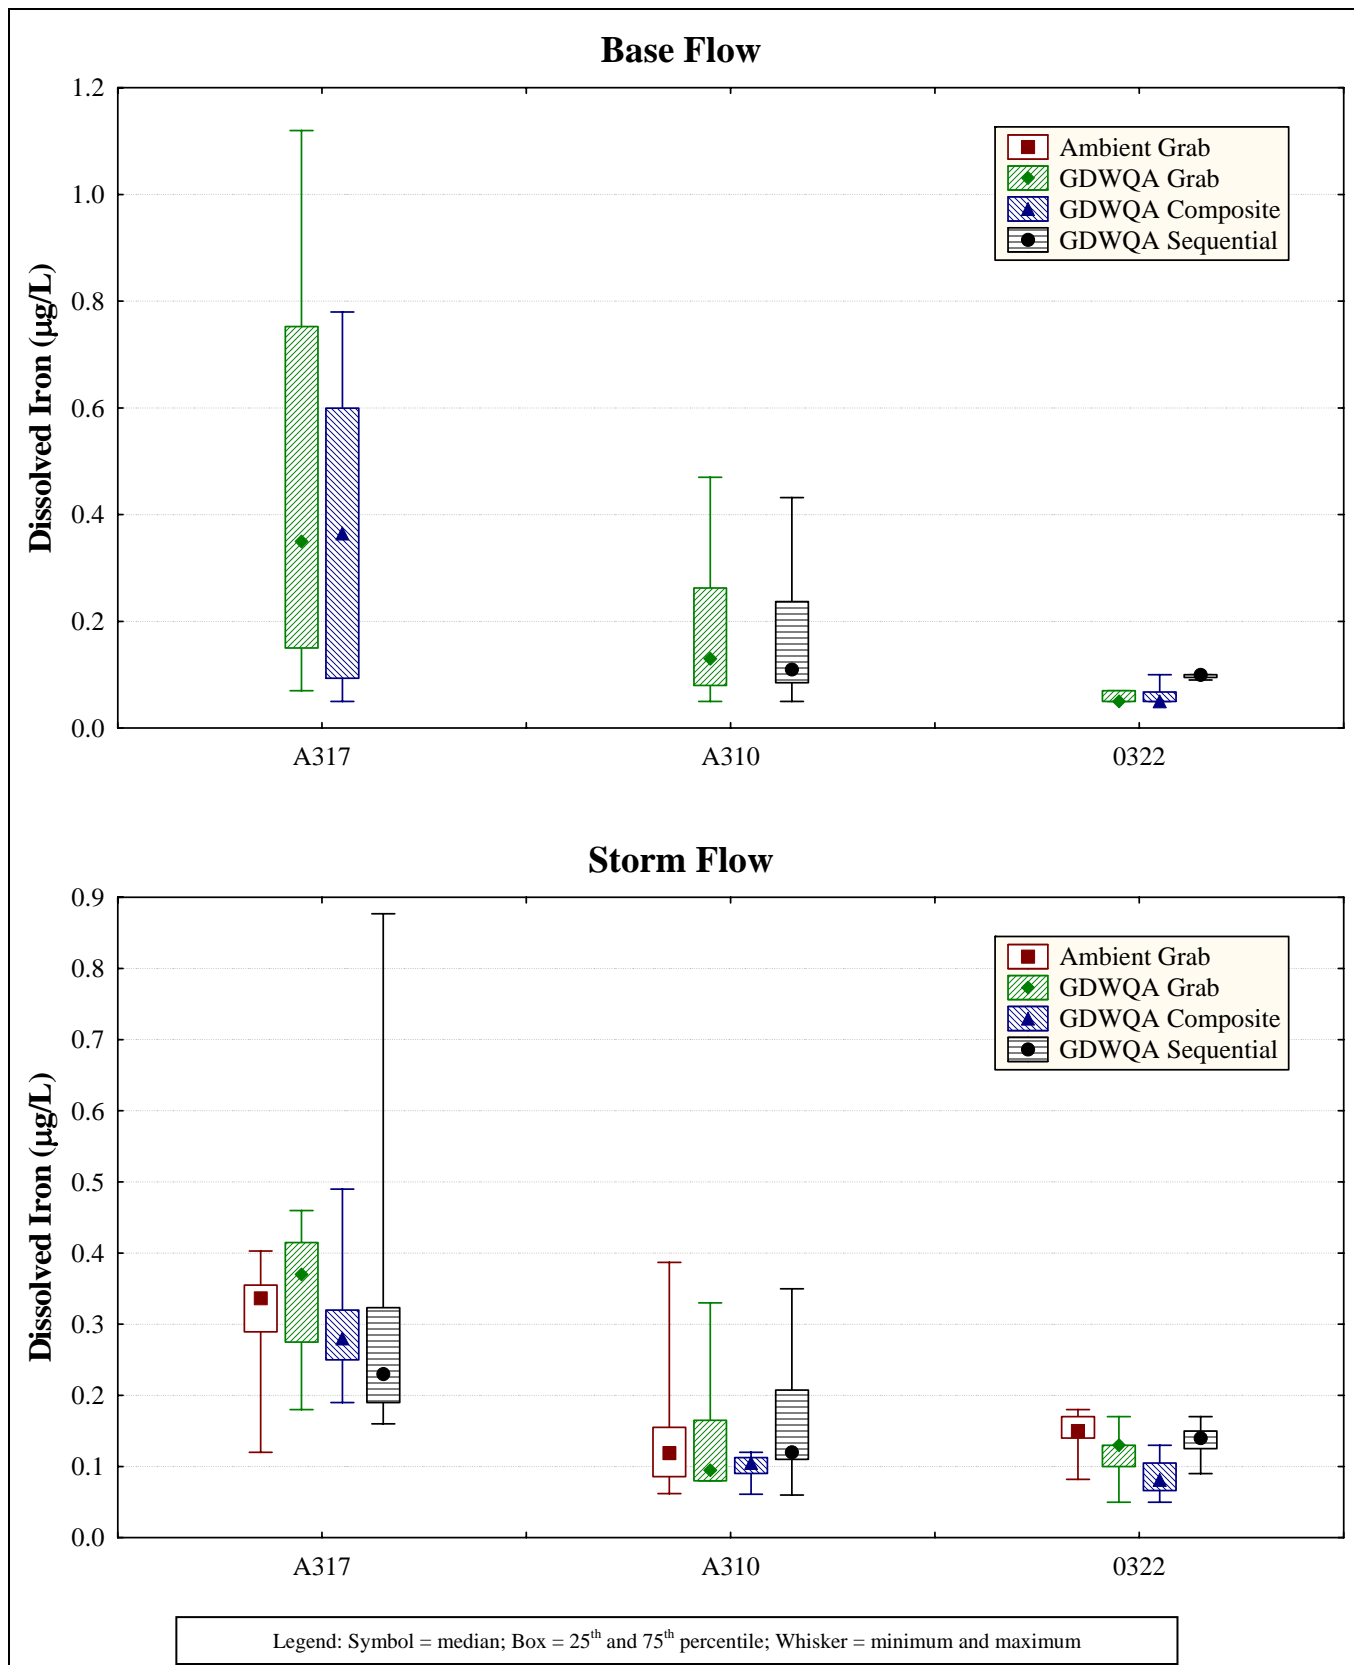 Base Flow
Dissolved Iron (µg/L)
1.2
1.0
0.8
0.6
0.4
0.2
0.0
Ambient Grab
GDWQA Grab
GDWQA Composite
GDWQA Sequential
A317 A310 0322
Storm Flow
Dissolved Iron (µg/L)
0.9
0.8
0.7
0.6
0.5
0.4
0.3
0.2
0.1
0.0
Ambient Grab
GDWQA Grab
GDWQA Composite
GDWQA Sequential
A317 A310 0322
Legend: Symbol = median; Box = 25th and 75th percentile; Whisker = minimum and maximum